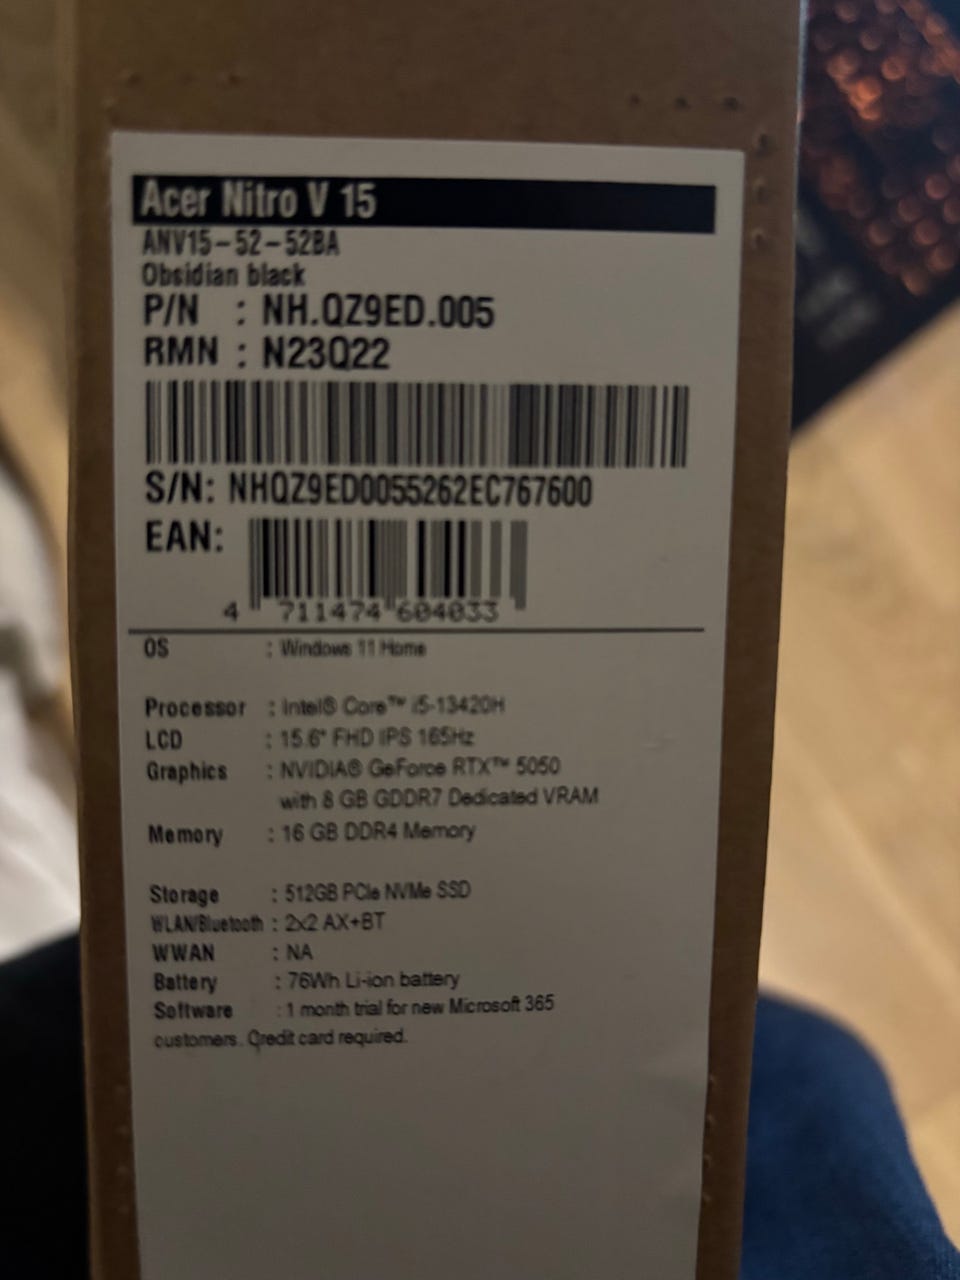 Acer Nitro V 15
ANV15-52-52BA
Obsidian black
P/N : NH.QZ9ED.005
RMN : N23Q22
S/N: NHQZ9ED0055262EC767600
EAN:
4 711474 604033
OS : Windows 11 Home
Processor : Intel® Core™ i5-13420H
LCD : 15.6" FHD IPS 165Hz
Graphics : NVIDIA® GeForce RTX™ 5050
with 8 GB GDDR7 Dedicated VRAM
Memory : 16 GB DDR4 Memory
Storage : 512GB PCIe NVMe SSD
WLAN/Bluetooth : 2x2 AX+BT
WWAN : NA
Battery : 76Wh Li-ion battery
Software : 1 month trial for new Microsoft 365
customers. Credit card required.